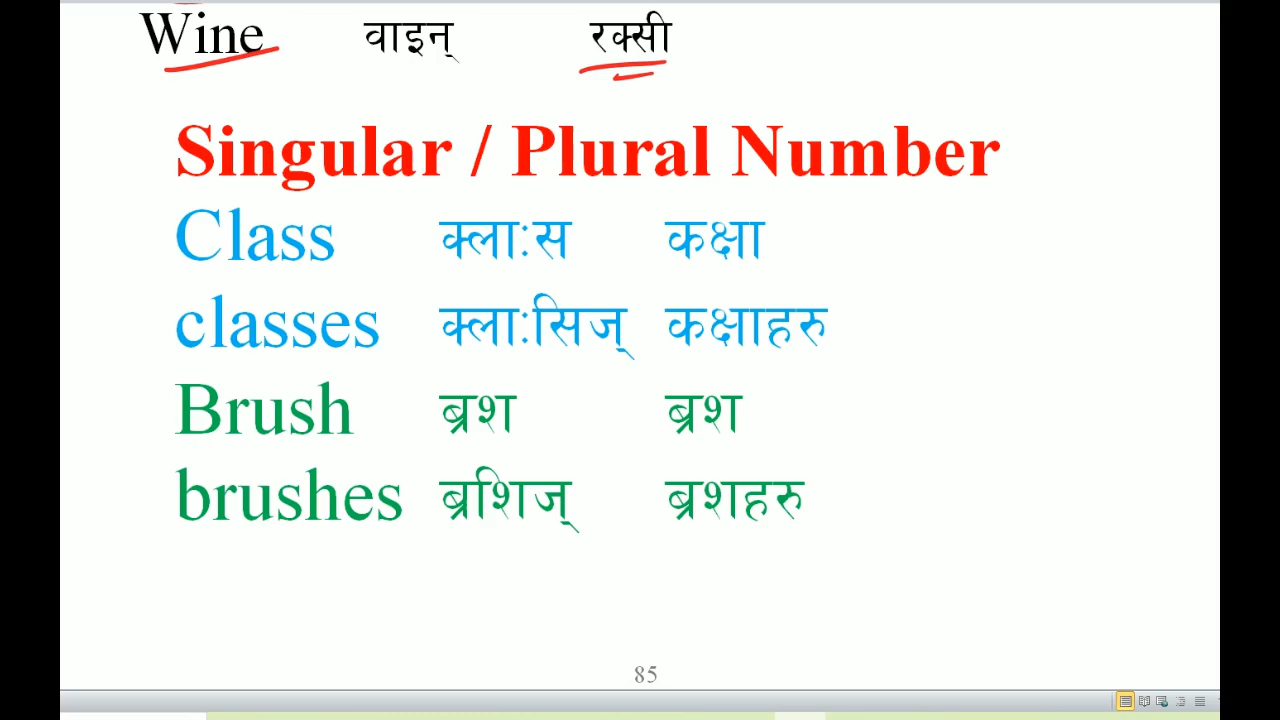 Wine वाइन् रक्सी
Singular / Plural Number
Class क्लाःस कक्षा
classes क्लाःसिज् कक्षाहरु
Brush ब्रश ब्रश
brushes ब्रशिज् ब्रशहरु
85